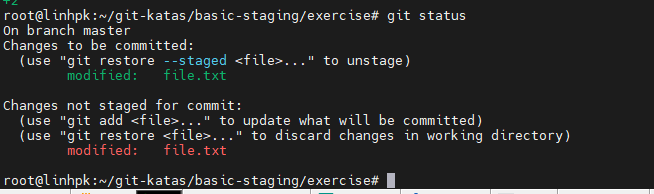 +2
root@linhpk:~/git-katas/basic-staging/exercise# git status
On branch master
Changes to be committed:
  (use "git restore --staged <file>..." to unstage)
        modified:   file.txt

Changes not staged for commit:
  (use "git add <file>..." to update what will be committed)
  (use "git restore <file>..." to discard changes in working directory)
        modified:   file.txt

root@linhpk:~/git-katas/basic-staging/exercise#